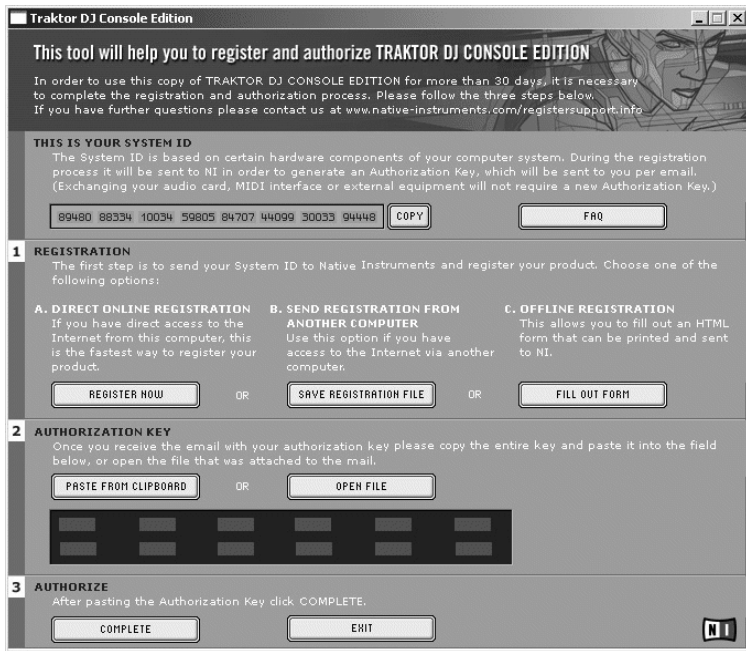 Traktor DJ Console Edition
This tool will help you to register and authorize TRAKTOR DJ CONSOLE EDITION
In order to use this copy of TRAKTOR DJ CONSOLE EDITION for more than 30 days, it is necessary
to complete the registration and authorization process. Please follow the three steps below.
If you have further questions please contact us at www.native-instruments.com/registersupport.info
THIS IS YOUR SYSTEM ID
The System ID is based on certain hardware components of your computer system. During the registration
process it will be sent to NI in order to generate an Authorization Key, which will be sent to you per email.
(Exchanging your audio card, MIDI interface or external equipment will not require a new Authorization Key.)
89480 88334 10034 59805 84707 44099 30033 94448 COPY FAQ
1 REGISTRATION
The first step is to send your System ID to Native Instruments and register your product. Choose one of the
following options:
A. DIRECT ONLINE REGISTRATION
If you have direct access to the
Internet from this computer, this
is the fastest way to register your
product.
REGISTER NOW
OR
B. SEND REGISTRATION FROM
ANOTHER COMPUTER
Use this option if you have
access to the Internet via another
computer.
SAVE REGISTRATION FILE
OR
C. OFFLINE REGISTRATION
This allows you to fill out an HTML
form that can be printed and sent
to NI.
FILL OUT FORM
2 AUTHORIZATION KEY
Once you receive the email with your authorization key please copy the entire key and paste it into the field
below, or open the file that was attached to the mail.
PASTE FROM CLIPBOARD OR OPEN FILE
3 AUTHORIZE
After pasting the Authorization Key click COMPLETE.
COMPLETE EXIT
NI